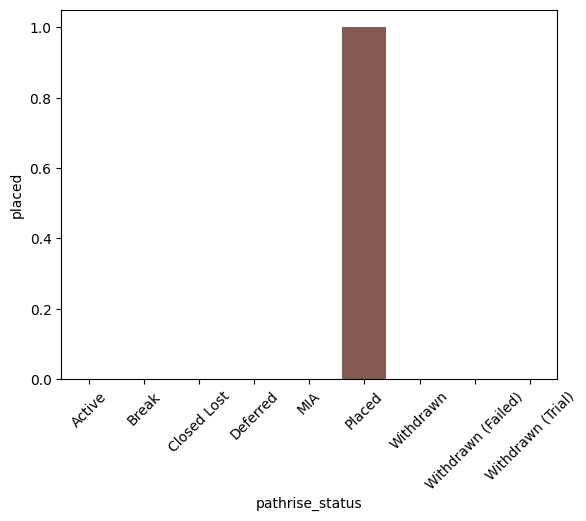 1.0
0.8
0.6
0.4
0.2
0.0
placed
Active
Break
Closed Lost
Deferred
MIA
Placed
Withdrawn
Withdrawn (Failed)
Withdrawn (Trial)
pathrise_status